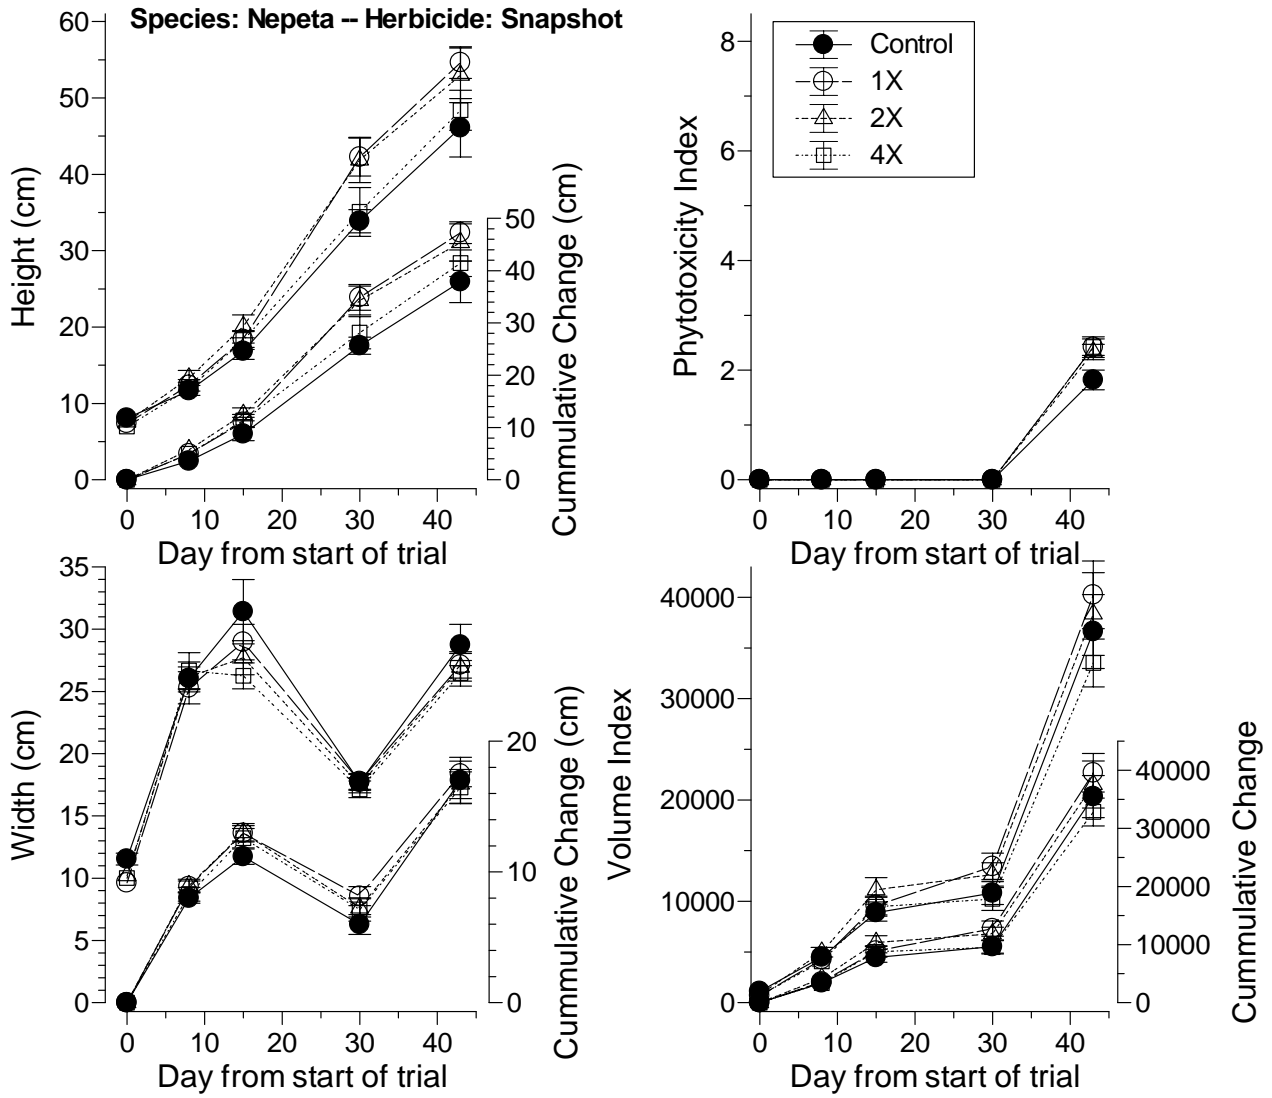 Species: Nepeta -- Herbicide: Snapshot
60
50
40
30
20
10
0
Height (cm)
50
40
30
20
10
0
Cummulative Change (cm)
0 10 20 30 40
Day from start of trial
8
6
4
2
0
Phytotoxicity Index
Control
1X
2X
4X
0 10 20 30 40
Day from start of trial
35
30
25
20
15
10
5
0
Width (cm)
20
10
0
Cummulative Change (cm)
0 10 20 30 40
Day from start of trial
40000
30000
20000
10000
0
Volume Index
40000
30000
20000
10000
0
Cummulative Change
0 10 20 30 40
Day from start of trial